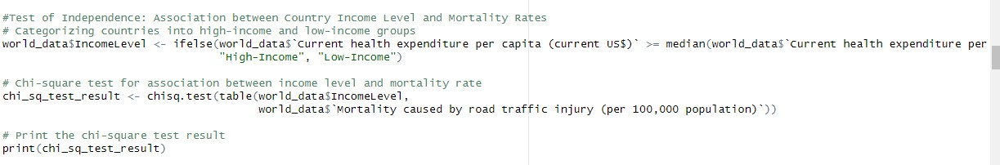 #Test of Independence: Association between Country Income Level and Mortality Rates
# Categorizing countries into high-income and low-income groups
world_data$IncomeLevel <- ifelse(world_data$`Current health expenditure per capita (current US$)` >= median(world_data$`Current health expenditure per
"High-Income", "Low-Income")
# Chi-square test for association between income level and mortality rate
chi_sq_test_result <- chisq.test(table(world_data$IncomeLevel,
world_data$`Mortality caused by road traffic injury (per 100,000 population)`))
# Print the chi-square test result
print(chi_sq_test_result)